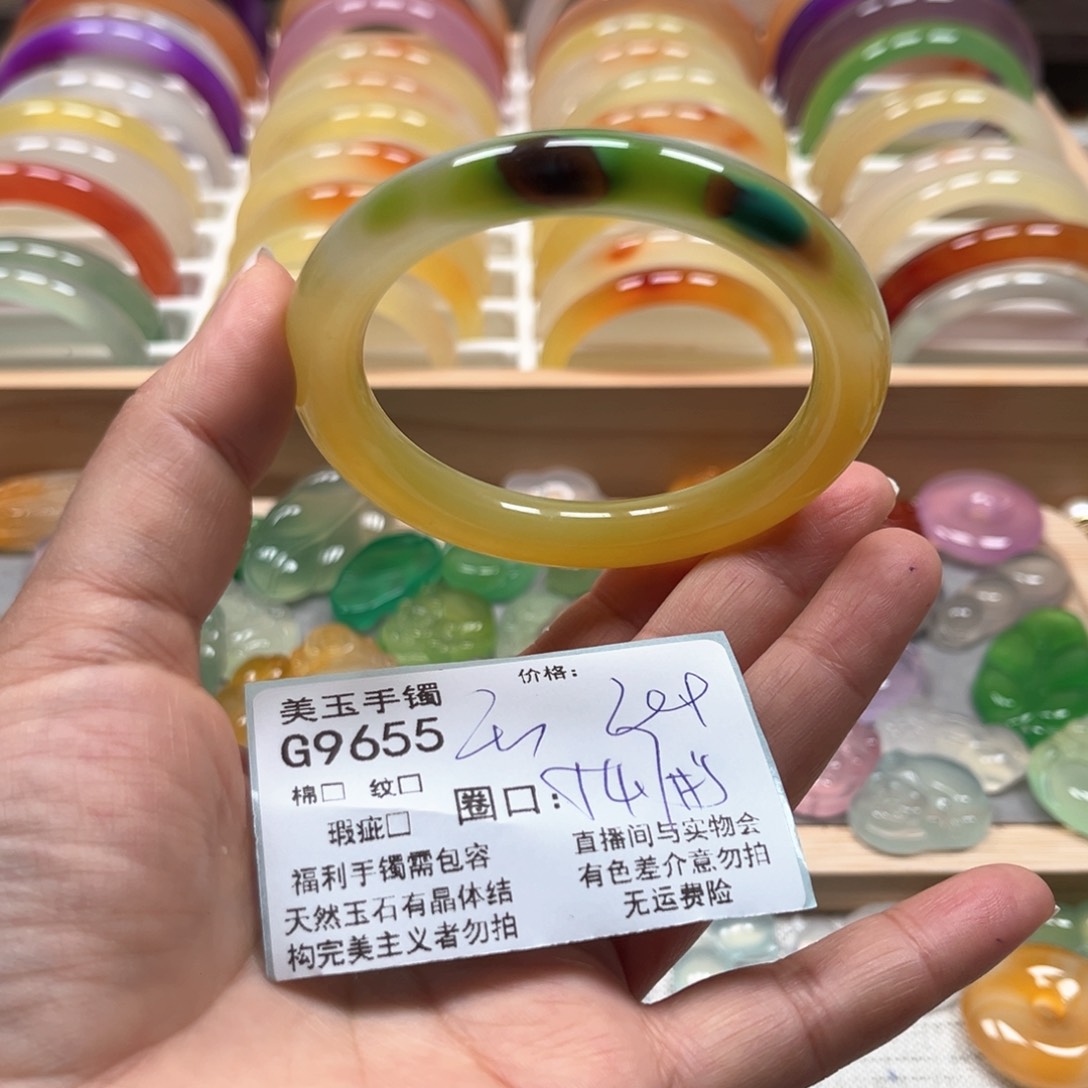 美玉手镯
价格:
G9655
棉□ 纹□
圈口:
瑕疵□
福利手镯需包容
天然玉石有晶体结
构完美主义者勿拍
直播间与实物会
有色差介意勿拍
无运费险